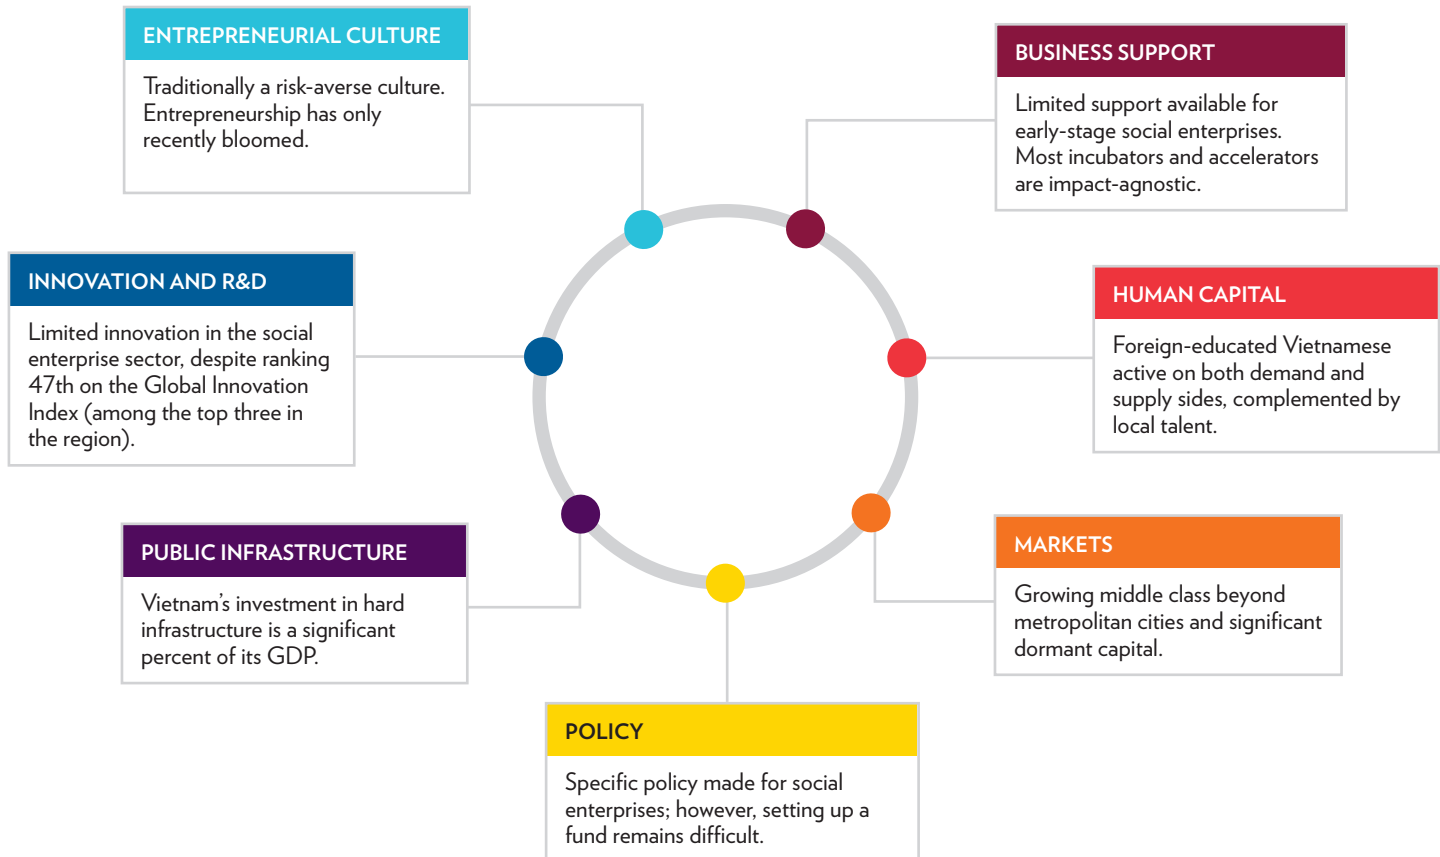 ENTREPRENEURIAL CULTURE
Traditionally a risk-averse culture.
Entrepreneurship has only
recently bloomed.
BUSINESS SUPPORT
Limited support available for
early-stage social enterprises.
Most incubators and accelerators
are impact-agnostic.
INNOVATION AND R&D
Limited innovation in the social
enterprise sector, despite ranking
47th on the Global Innovation
Index (among the top three in
the region).
HUMAN CAPITAL
Foreign-educated Vietnamese
active on both demand and
supply sides, complemented by
local talent.
PUBLIC INFRASTRUCTURE
Vietnam's investment in hard
infrastructure is a significant
percent of its GDP.
MARKETS
Growing middle class beyond
metropolitan cities and significant
dormant capital.
POLICY
Specific policy made for social
enterprises; however, setting up a
fund remains difficult.